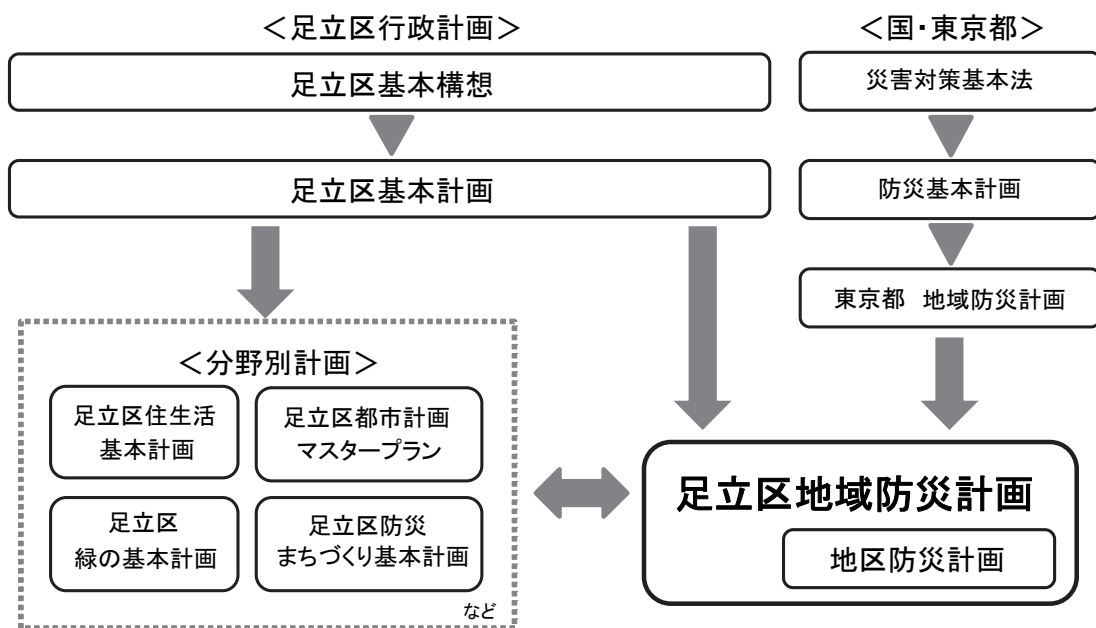 ＜足立区行政計画＞
足立区基本構想
足立区基本計画
＜国・東京都＞
災害対策基本法
防災基本計画
東京都　地域防災計画
＜分野別計画＞
足立区住生活
基本計画
足立区都市計画
マスタープラン
足立区
緑の基本計画
足立区防災
まちづくり基本計画
など
足立区地域防災計画
地区防災計画